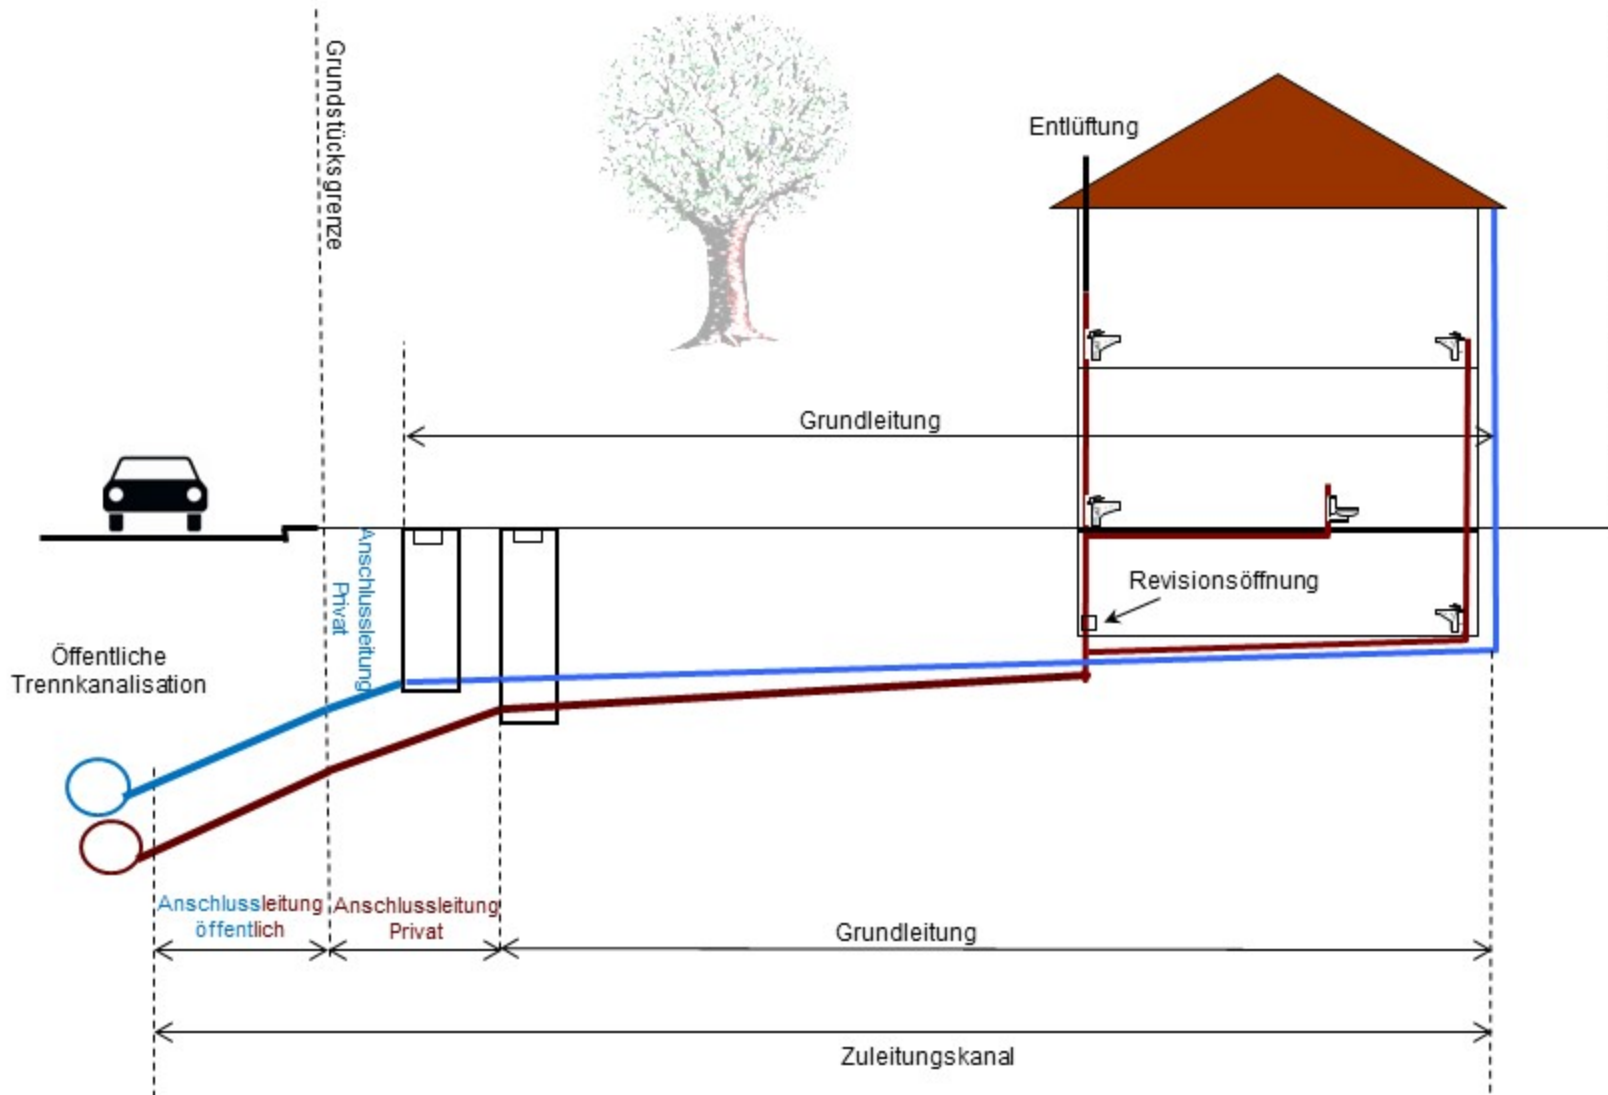 Grundstücksgrenze
Entlüftung
Grundleitung
Anschlussleitung
Privat
Revisionsöffnung
Öffentliche
Trennkanalisation
Anschlussleitung
öffentlich
Anschlussleitung
Privat
Grundleitung
Zuleitungskanal